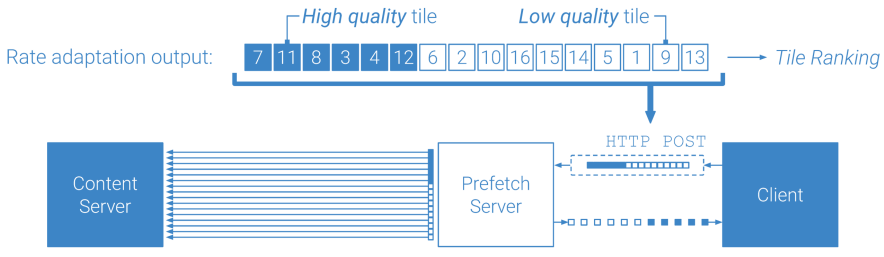 High quality tile
Low quality tile
Rate adaptation output:
7 11 8 3 4 12 6 2 10 16 15 14 5 1 9 13
Tile Ranking
HTTP POST
Content
Server
Prefetch
Server
Client